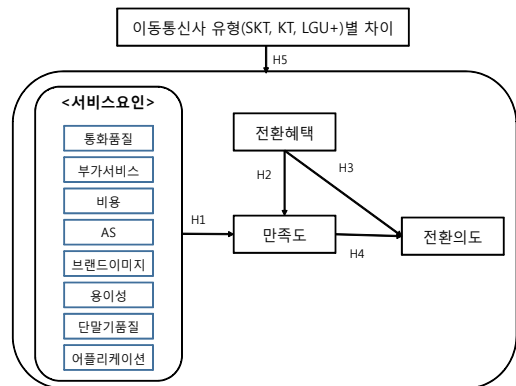 이동통신사 유형(SKT, KT, LGU+)별 차이
H5
<서비스요인>
통화품질
부가서비스
비용
AS
브랜드이미지
용이성
단말기품질
어플리케이션
H1
전환혜택
H2
H3
만족도
H4
전환의도